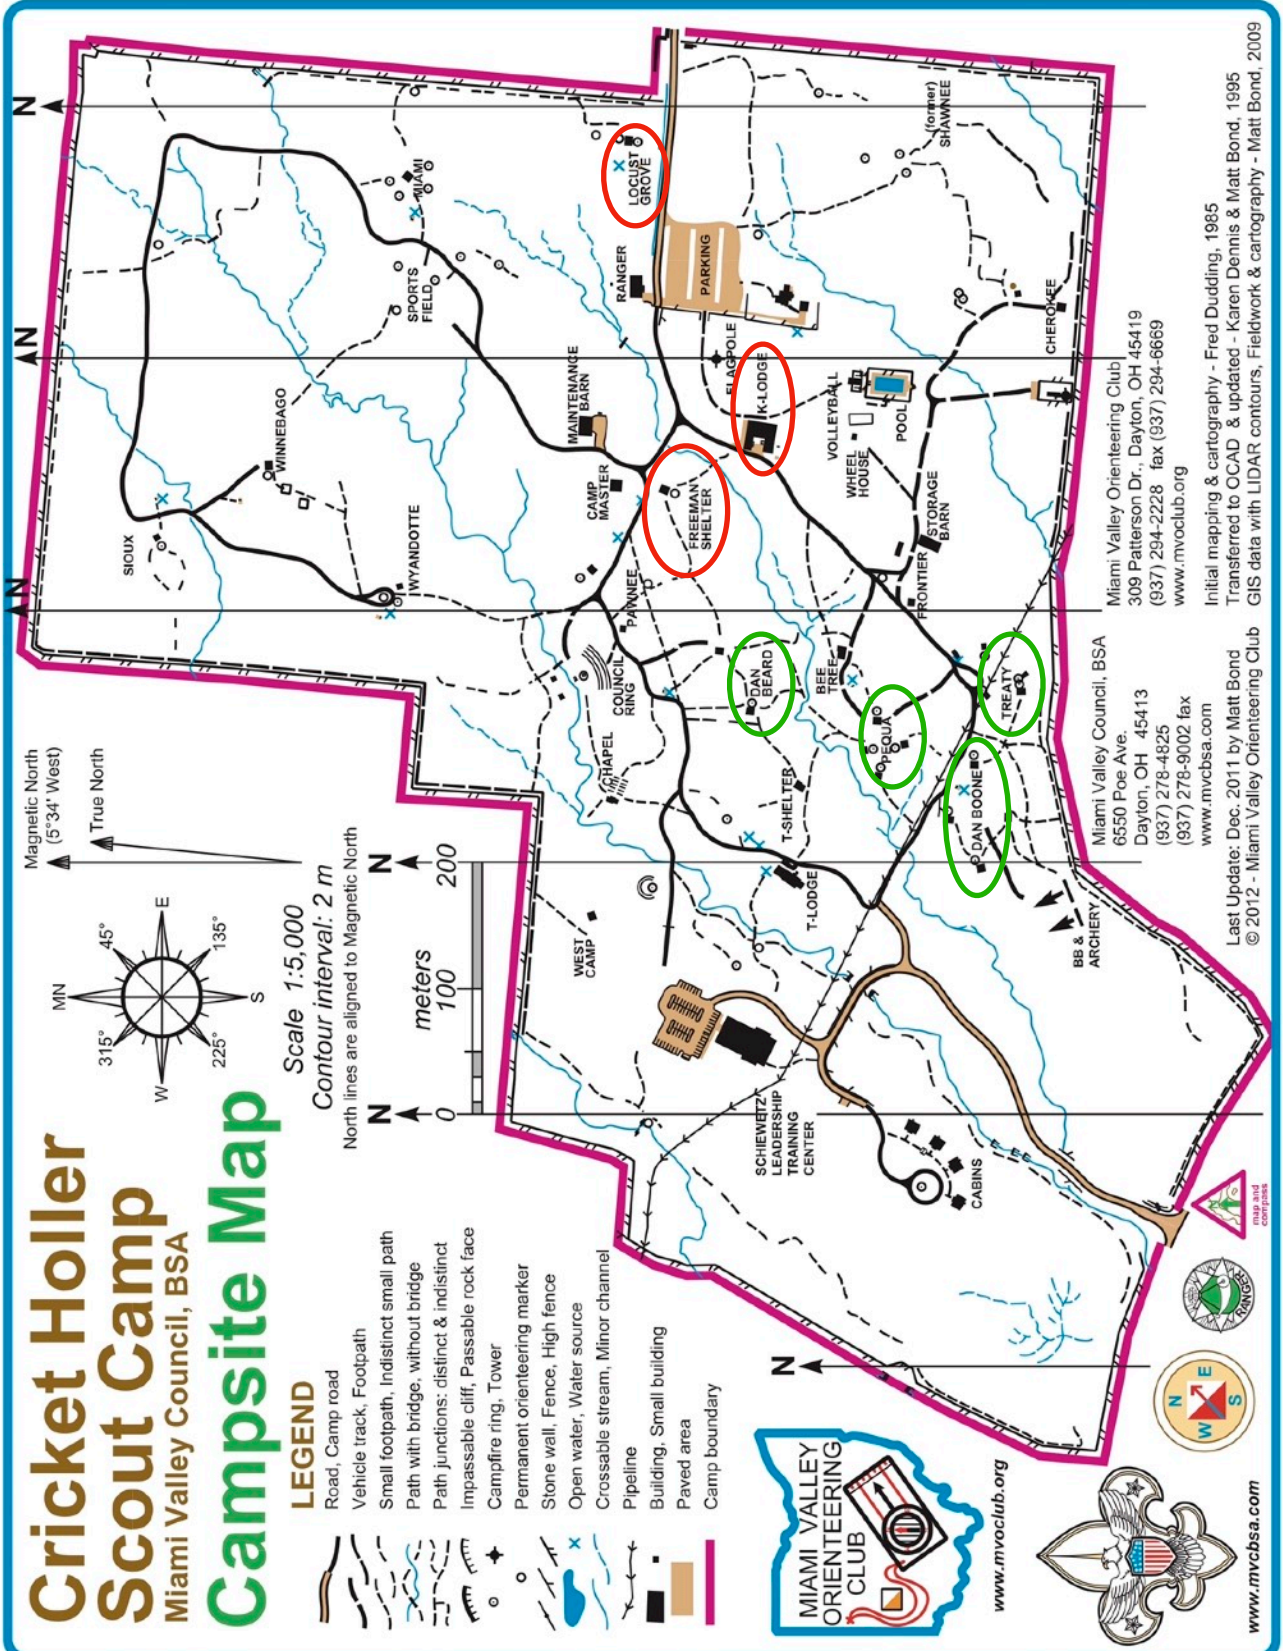 Cricket Holler
Scout Camp
Miami Valley Council, BSA
Campsite Map
LEGEND
Road, Camp road
Vehicle track, Footpath
Small footpath, Indistinct small path
Path with bridge, without bridge
Path junctions: distinct & indistinct
Impassable cliff, Passable rock face
Campfire ring, Tower
Permanent orienteering marker
Stone wall, Fence, High fence
Open water, Water source
Crossable stream, Minor channel
Pipeline
Building, Small building
Paved area
Camp boundary
MIAMI VALLEY
ORIENTEERING
CLUB
www.mvoclub.org
www.mvcbsa.com
MN
45°
E
135°
S
225°
W
315°
Magnetic North
(5°34' West)
True North
Scale 1:5,000
Contour interval: 2 m
North lines are aligned to Magnetic North
N
N
meters
0
100
200
N
N
N
N
SIOUX
WINNEBAGO
WYANDOTTE
MIAMI
SPORTS
FIELD
MAINTENANCE
BARN
CAMP
MASTER
RANGER
LOCUST
GROVE
PARKING
FLAGPOLE
K-LODGE
FREEMAN
SHELTER
PAWNEE
COUNCIL
RING
CHAPEL
WEST
CAMP
DAN
BEARD
BEE
TREE
T-SHELTER
T-LODGE
PEQUA
DAN BOONE
TREATY
FRONTIER
STORAGE
BARN
WHEEL
HOUSE
VOLLEYBALL
POOL
CHEROKEE
(former)
SHAWNEE
BB &
ARCHERY
SCHIEWETZ
LEADERSHIP
TRAINING
CENTER
CABINS
Miami Valley Council, BSA
6550 Poe Ave.
Dayton, OH 45413
(937) 278-4825
(937) 278-9002 fax
www.mvcbsa.com
Miami Valley Orienteering Club
309 Patterson Dr., Dayton, OH 45419
(937) 294-2228 fax (937) 294-6669
www.mvoclub.org
Initial mapping & cartography - Fred Dudding, 1985
Transferred to OCAD & updated - Karen Dennis & Matt Bond, 1995
GIS data with LIDAR contours, Fieldwork & cartography - Matt Bond, 2009
Last Update: Dec. 2011 by Matt Bond
© 2012 - Miami Valley Orienteering Club
N
E
S
W
RANGER
map and
compass